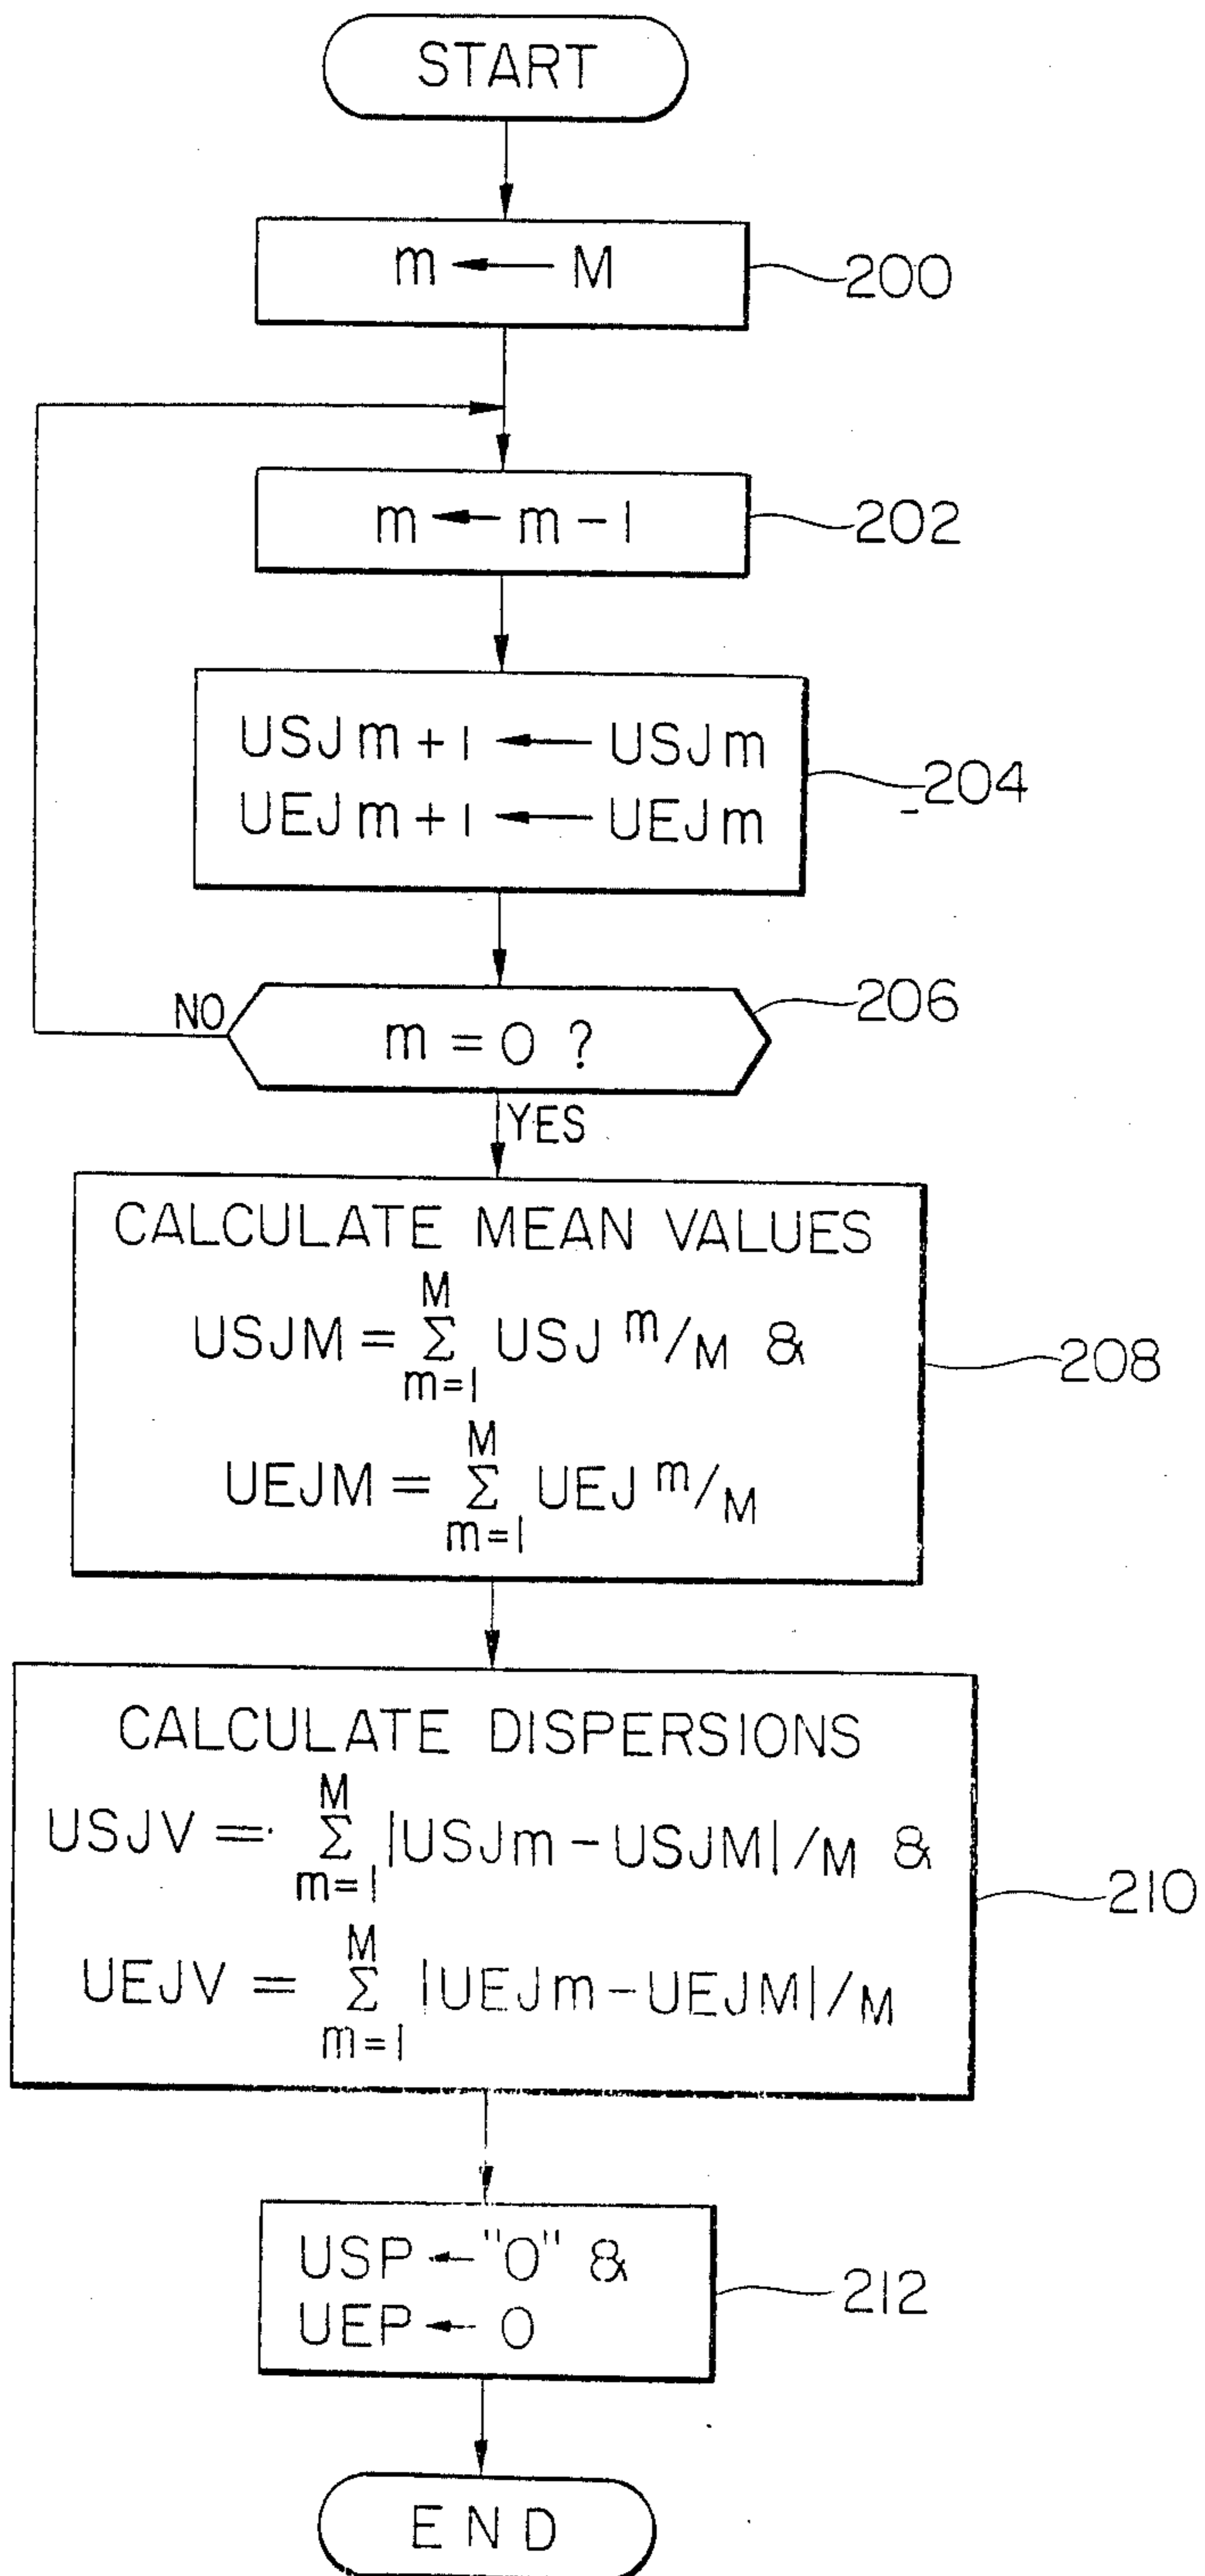 START
m ← M
200
m ← m - 1
202
USJm + 1 ← USJm
UEJm + 1 ← UEJm
204
206
NO
m = 0 ?
YES
CALCULATE MEAN VALUES
M
USJM = Σ USJ m/M &
m=1
208
M
UEJM = Σ UEJ m/M
m=1
CALCULATE DISPERSIONS
M
USJV = Σ |USJm - USJM| /M &
m=1
210
M
UEJV = Σ |UEJm - UEJM| /M
m=1
USP ← "0" &
212
UEP ← 0
END